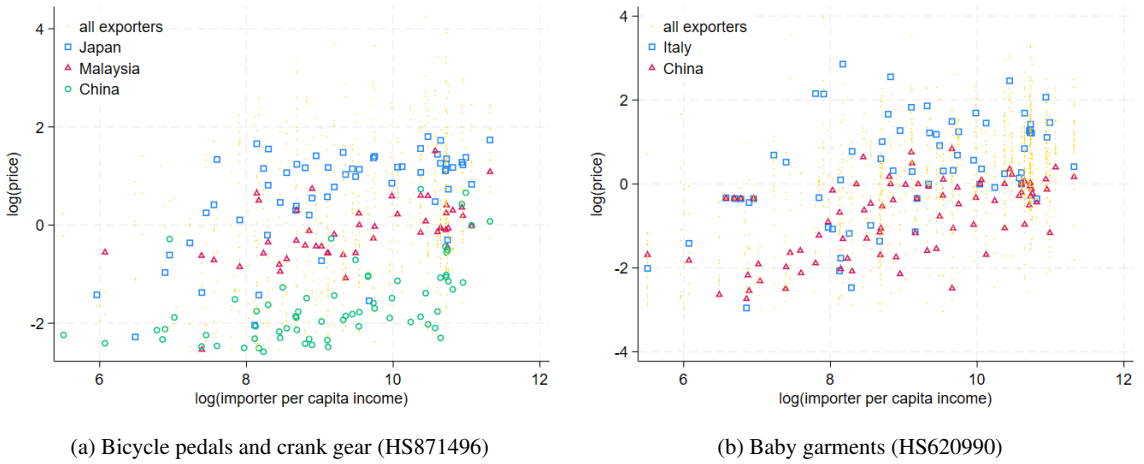 all exporters
Japan
Malaysia
China
log(price)
4
2
0
-2
6
8
10
12
log(importer per capita income)
(a) Bicycle pedals and crank gear (HS871496)
all exporters
Italy
China
log(price)
4
2
0
-2
-4
6
8
10
12
log(importer per capita income)
(b) Baby garments (HS620990)